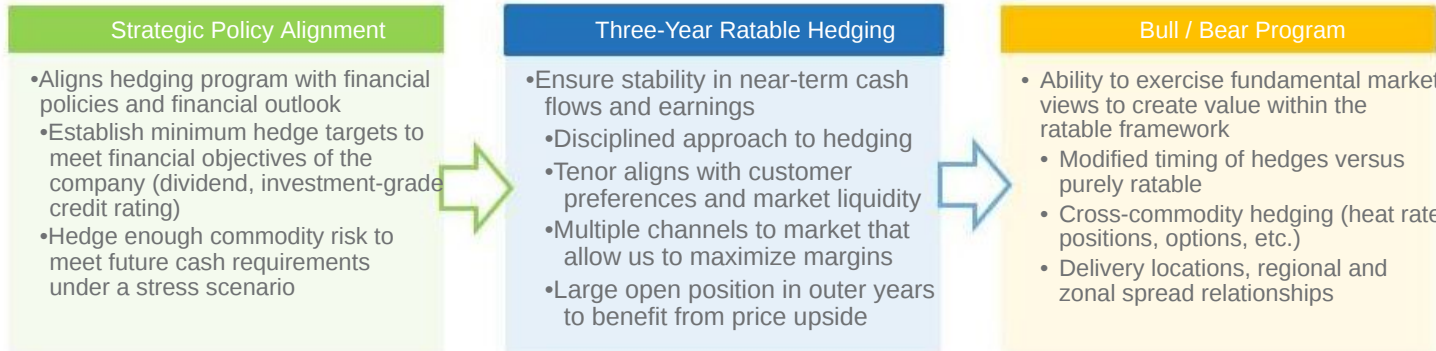 Strategic Policy Alignment
•Aligns hedging program with financial
policies and financial outlook
•Establish minimum hedge targets to
meet financial objectives of the
company (dividend, investment-grade
credit rating)
•Hedge enough commodity risk to
meet future cash requirements
under a stress scenario
Three-Year Ratable Hedging
•Ensure stability in near-term cash
flows and earnings
•Disciplined approach to hedging
•Tenor aligns with customer
preferences and market liquidity
•Multiple channels to market that
allow us to maximize margins
•Large open position in outer years
to benefit from price upside
Bull / Bear Program
• Ability to exercise fundamental market
views to create value within the
ratable framework
• Modified timing of hedges versus
purely ratable
• Cross-commodity hedging (heat rate
positions, options, etc.)
• Delivery locations, regional and
zonal spread relationships